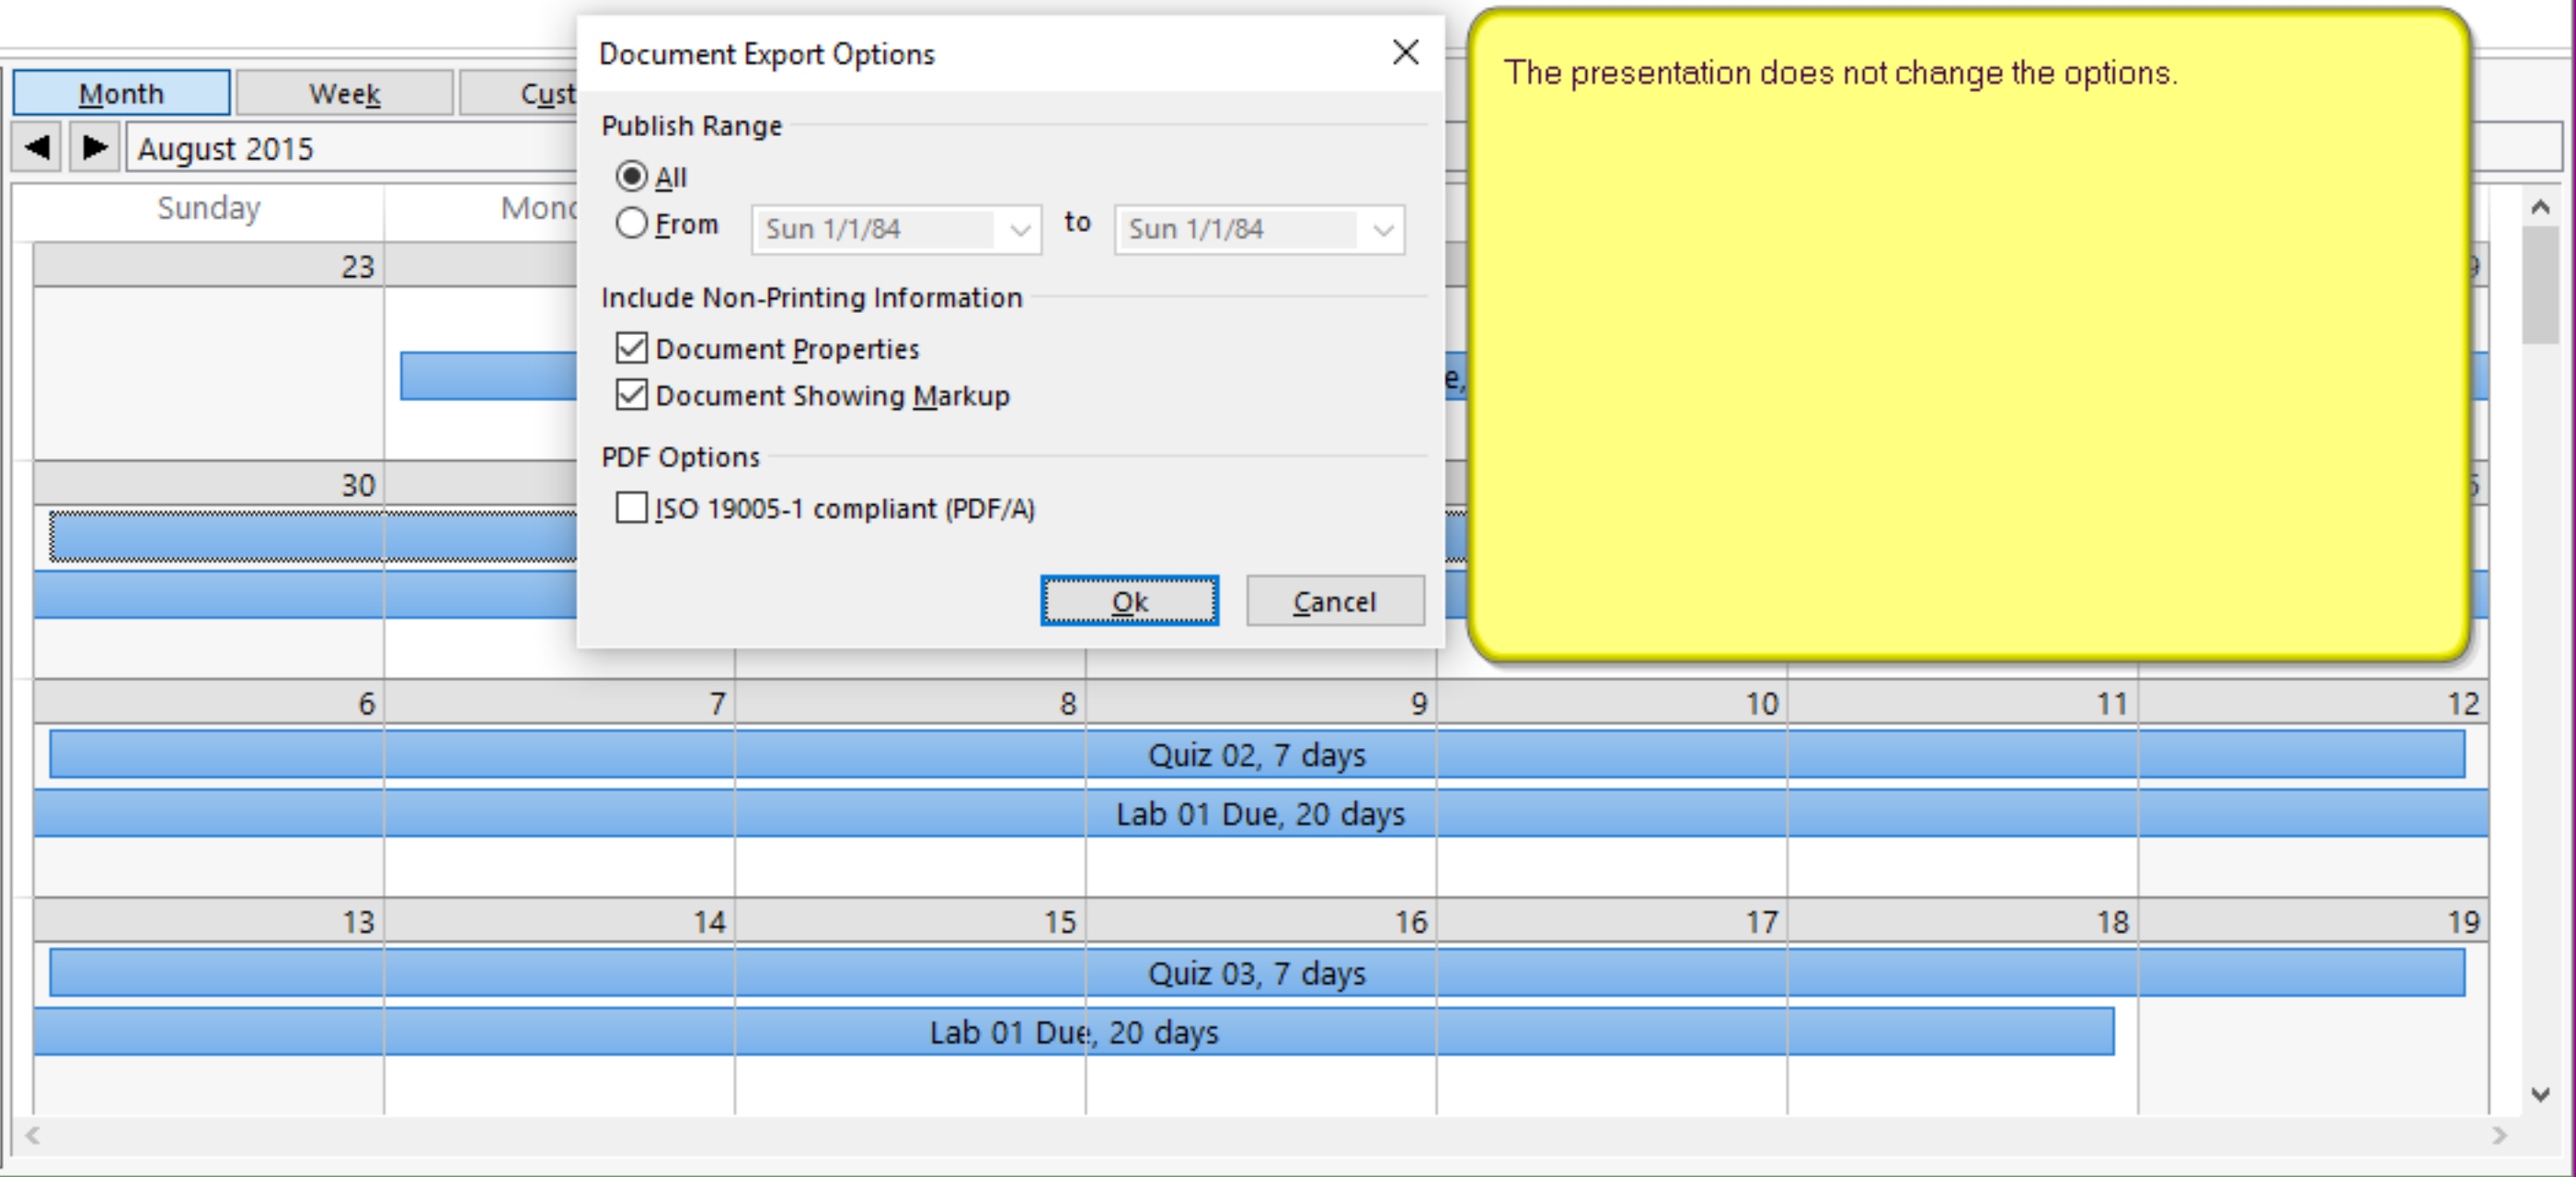 Document Export Options
The presentation does not change the options.
Month Week
August 2015
Publish Range
All
From Sun 1/1/84 to Sun 1/1/84
Sunday
23
Include Non-Printing Information
Document Properties
Document Showing Markup
PDF Options
30
ISO 19005-1 compliant (PDF/A)
Ok Cancel
6 7 8 9 10 11 12
Quiz 02, 7 days
Lab 01 Due, 20 days
13 14 15 16 17 18 19
Quiz 03, 7 days
Lab 01 Due, 20 days